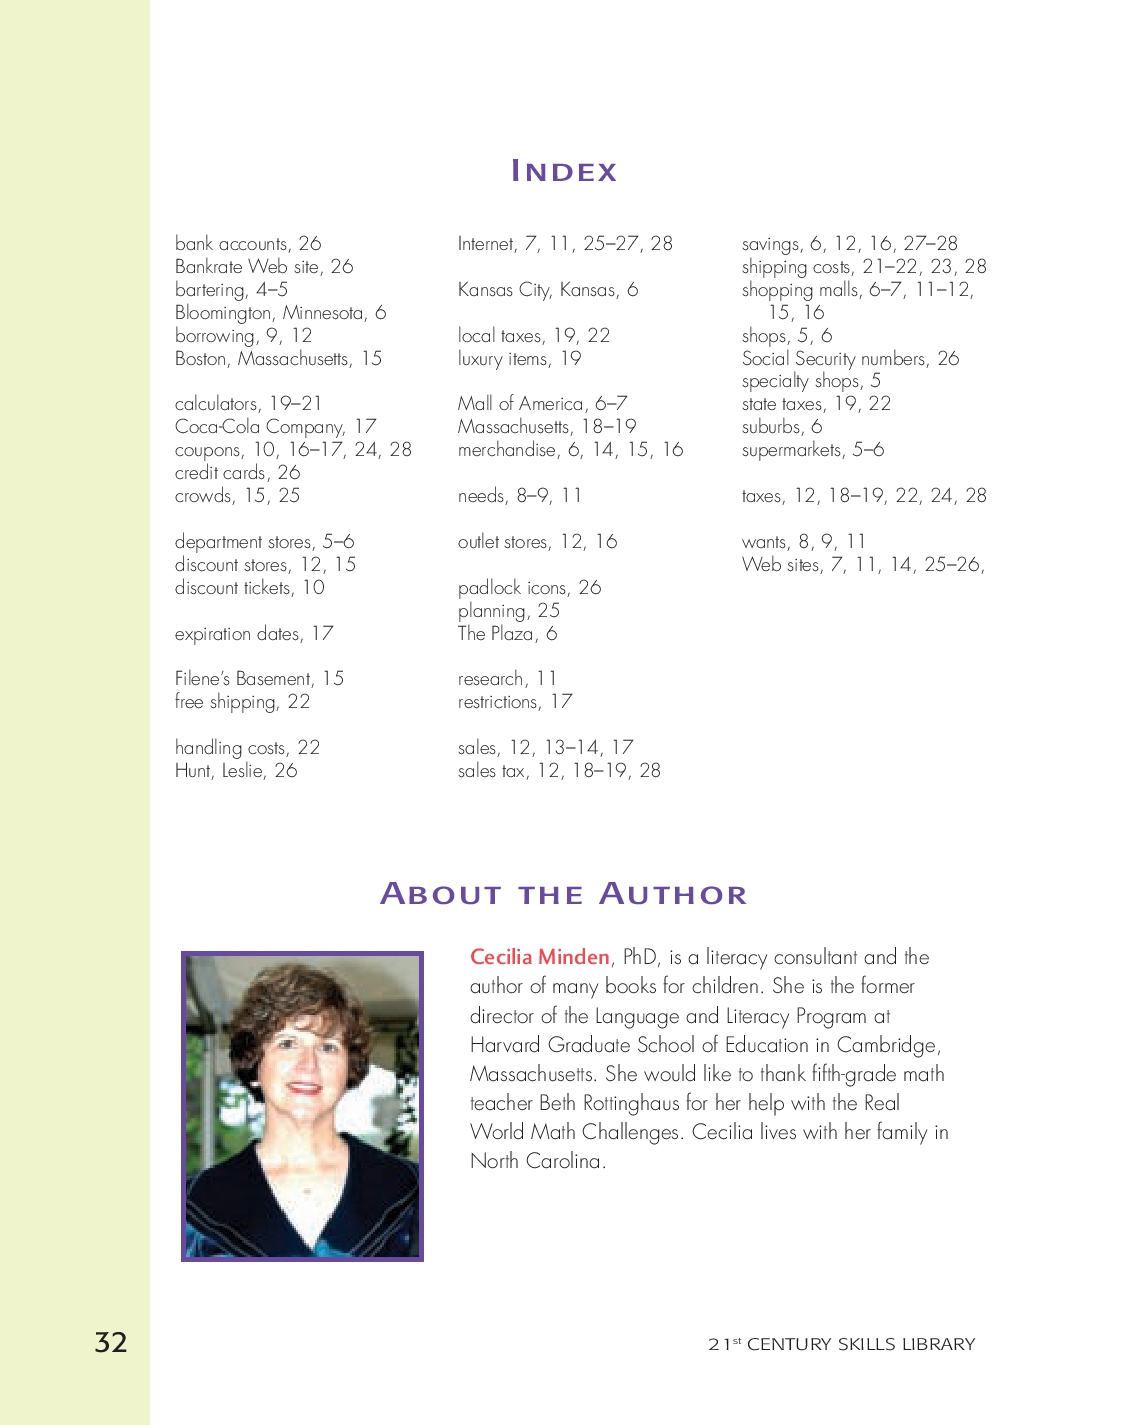 INDEX
bank accounts, 26
Bankrate Web site, 26
bartering, 4–5
Bloomington, Minnesota, 6
borrowing, 9, 12
Boston, Massachusetts, 15
calculators, 19–21
Coca-Cola Company, 17
coupons, 10, 16–17, 24, 28
credit cards, 26
crowds, 15, 25
department stores, 5–6
discount stores, 12, 15
discount tickets, 10
expiration dates, 17
Filene’s Basement, 15
free shipping, 22
handling costs, 22
Hunt, Leslie, 26
Internet, 7, 11, 25–27, 28
Kansas City, Kansas, 6
local taxes, 19, 22
luxury items, 19
Mall of America, 6–7
Massachusetts, 18–19
merchandise, 6, 14, 15, 16
needs, 8–9, 11
outlet stores, 12, 16
padlock icons, 26
planning, 25
The Plaza, 6
research, 11
restrictions, 17
sales, 12, 13–14, 17
sales tax, 12, 18–19, 28
savings, 6, 12, 16, 27–28
shipping costs, 21–22, 23, 28
shopping malls, 6–7, 11–12,
15, 16
shops, 5, 6
Social Security numbers, 26
specialty shops, 5
state taxes, 19, 22
suburbs, 6
supermarkets, 5–6
taxes, 12, 18–19, 22, 24, 28
wants, 8, 9, 11
Web sites, 7, 11, 14, 25–26,
ABOUT THE AUTHOR
Cecilia Minden, PhD, is a literacy consultant and the
author of many books for children. She is the former
director of the Language and Literacy Program at
Harvard Graduate School of Education in Cambridge,
Massachusetts. She would like to thank fifth-grade math
teacher Beth Rottinghaus for her help with the Real
World Math Challenges. Cecilia lives with her family in
North Carolina.
32
21st CENTURY SKILLS LIBRARY